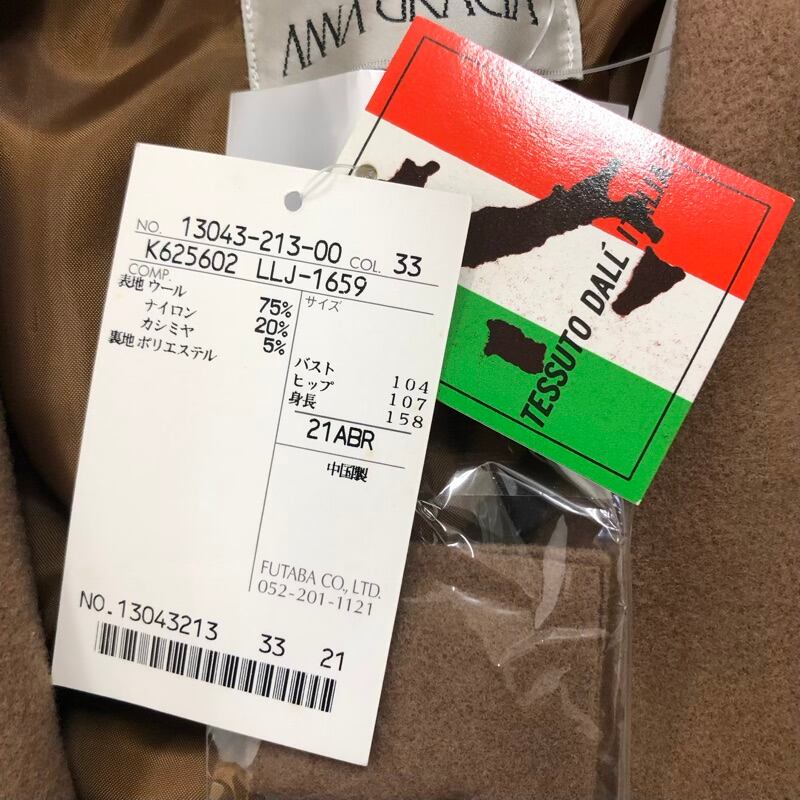 NO. 13043-213-00 COL. 33
K625602 LLJ-1659
COMP.
表地 ウール 75%
ナイロン 20%
カシミヤ 5%
裏地 ポリエステル
サイズ
バスト 104
ヒップ 107
身長 158
21ABR
中国製
FUTABA CO., LTD.
052-201-1121
NO.13043213 33 21
TESSUTO DALL' ITALIA